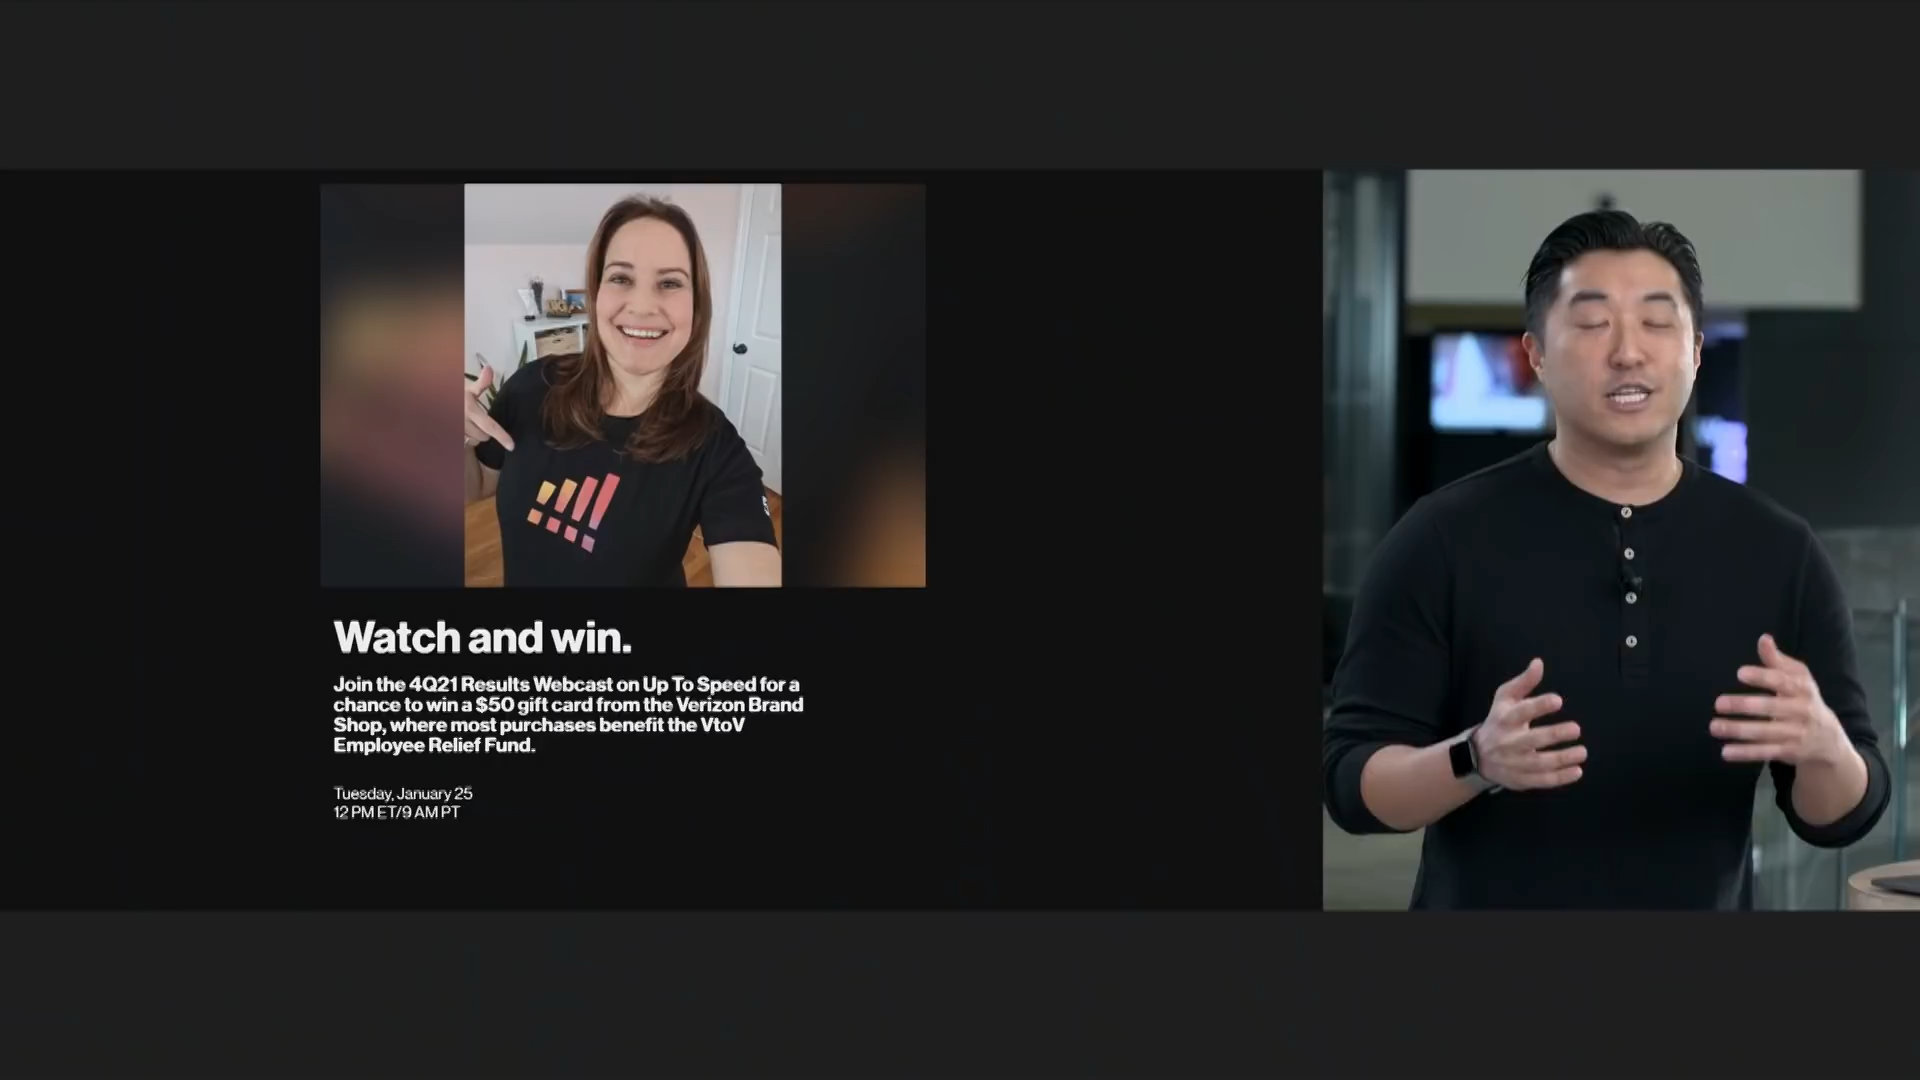 Watch and win.
Join the 4Q21 Results Webcast on Up To Speed for a
chance to win a $50 gift card from the Verizon Brand
Shop, where most purchases benefit the VtoV
Employee Relief Fund.
Tuesday, January 25
12 PM ET/9 AM PT